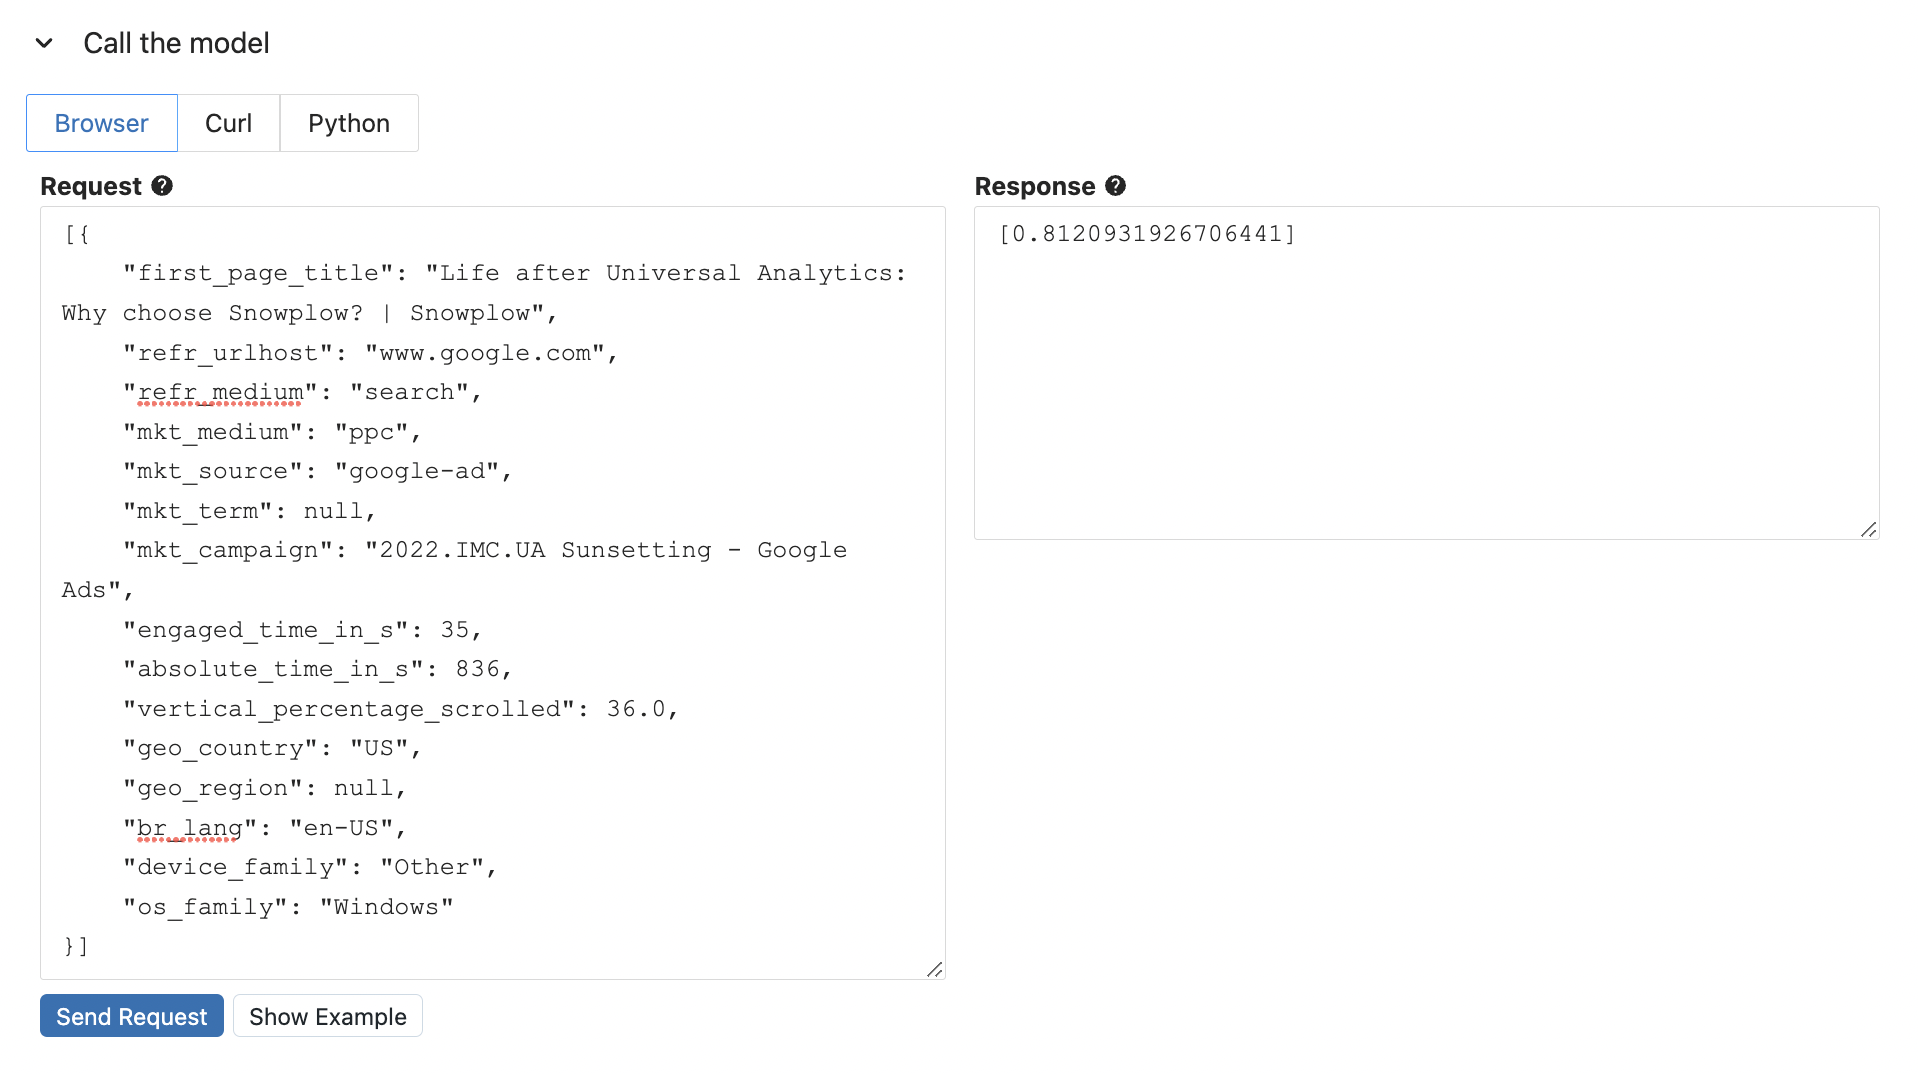 Call the model
Browser
Curl
Python
Request
Response
[{
"first_page_title": "Life after Universal Analytics:
Why choose Snowplow? | Snowplow",
"refr_urlhost": "www.google.com",
"refr_medium": "search",
"mkt_medium": "ppc",
"mkt_source": "google-ad",
"mkt_term": null,
"mkt_campaign": "2022.IMC.UA Sunsetting - Google
Ads",
"engaged_time_in_s": 35,
"absolute_time_in_s": 836,
"vertical_percentage_scrolled": 36.0,
"geo_country": "US",
"geo_region": null,
"br_lang": "en-US",
"device_family": "Other",
"os_family": "Windows"
}]
[0.8120931926706441]
Send Request
Show Example